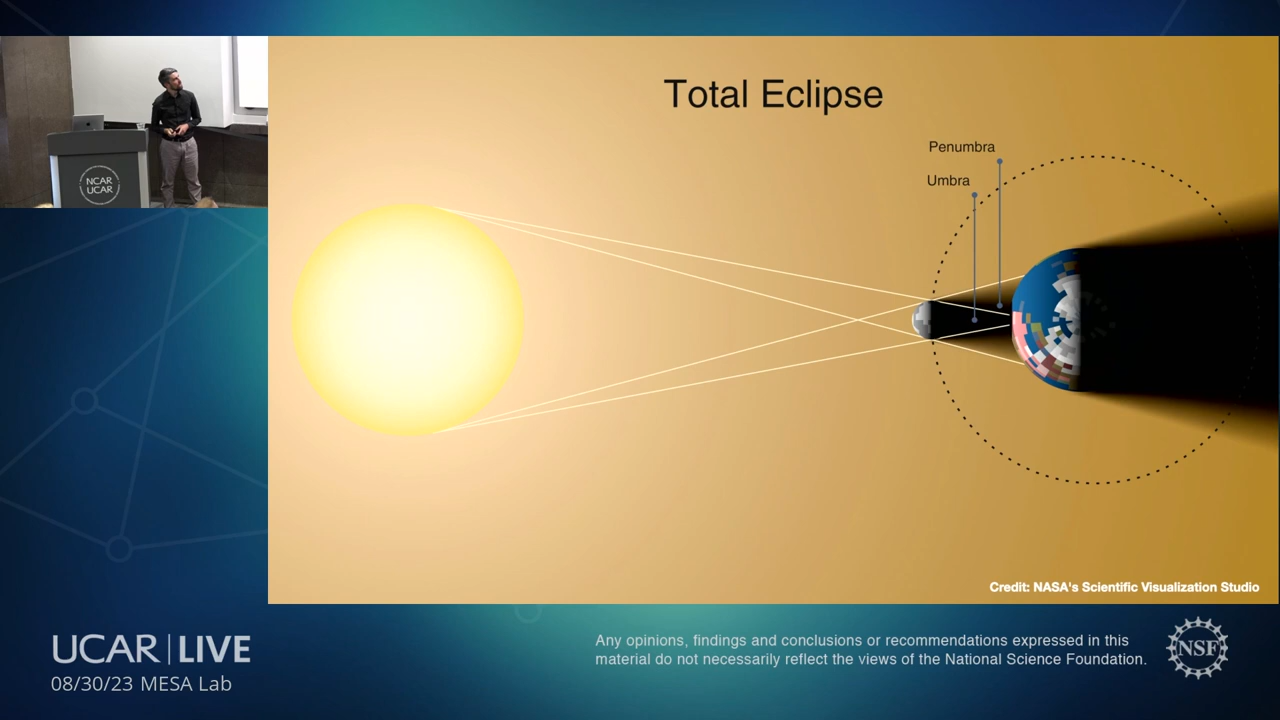 Total Eclipse
Penumbra
Umbra
NCAR
UCAR
Credit: NASA's Scientific Visualization Studio
UCAR | LIVE
08/30/23 MESA Lab
Any opinions, findings and conclusions or recommendations expressed in this
material do not necessarily reflect the views of the National Science Foundation.
NSF